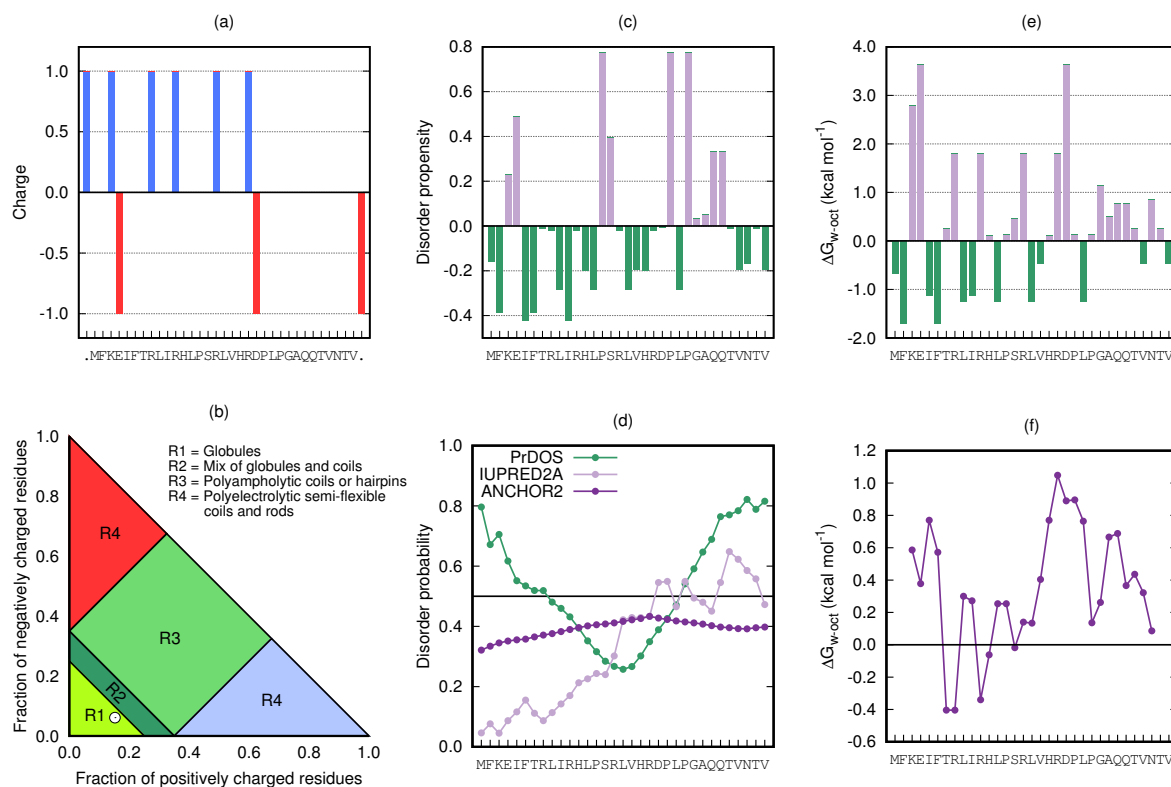 (a)
Charge
1.0
0.5
0.0
-0.5
-1.0
.MFKEIFTRLIRHLPSRLVHRDPLPGAQQTVNTV.
(c)
Disorder propensity
0.8
0.6
0.4
0.2
0.0
-0.2
-0.4
MFKEIFTRLIRHLPSRLVHRDPLPGAQQTVNTV
(e)
ΔGw-oct (kcal mol-1)
4.0
3.0
2.0
1.0
0.0
-1.0
-2.0
MFKEIFTRLIRHLPSRLVHRDPLPGAQQTVNTV
(b)
Fraction of negatively charged residues
1.0
0.8
0.6
0.4
0.2
0.0
R1 = Globules
R2 = Mix of globules and coils
R3 = Polyampholytic coils or hairpins
R4 = Polyelectrolytic semi-flexible
coils and rods
R4
R3
R2
R1
R4
0.0 0.2 0.4 0.6 0.8 1.0
Fraction of positively charged residues
(d)
Disorder probability
1.0
0.8
0.6
0.4
0.2
0.0
PrDOS
IUPRED2A
ANCHOR2
MFKEIFTRLIRHLPSRLVHRDPLPGAQQTVNTV
(f)
ΔGw-oct (kcal mol-1)
1.2
1.0
0.8
0.6
0.4
0.2
0.0
-0.2
-0.4
-0.6
MFKEIFTRLIRHLPSRLVHRDPLPGAQQTVNTV